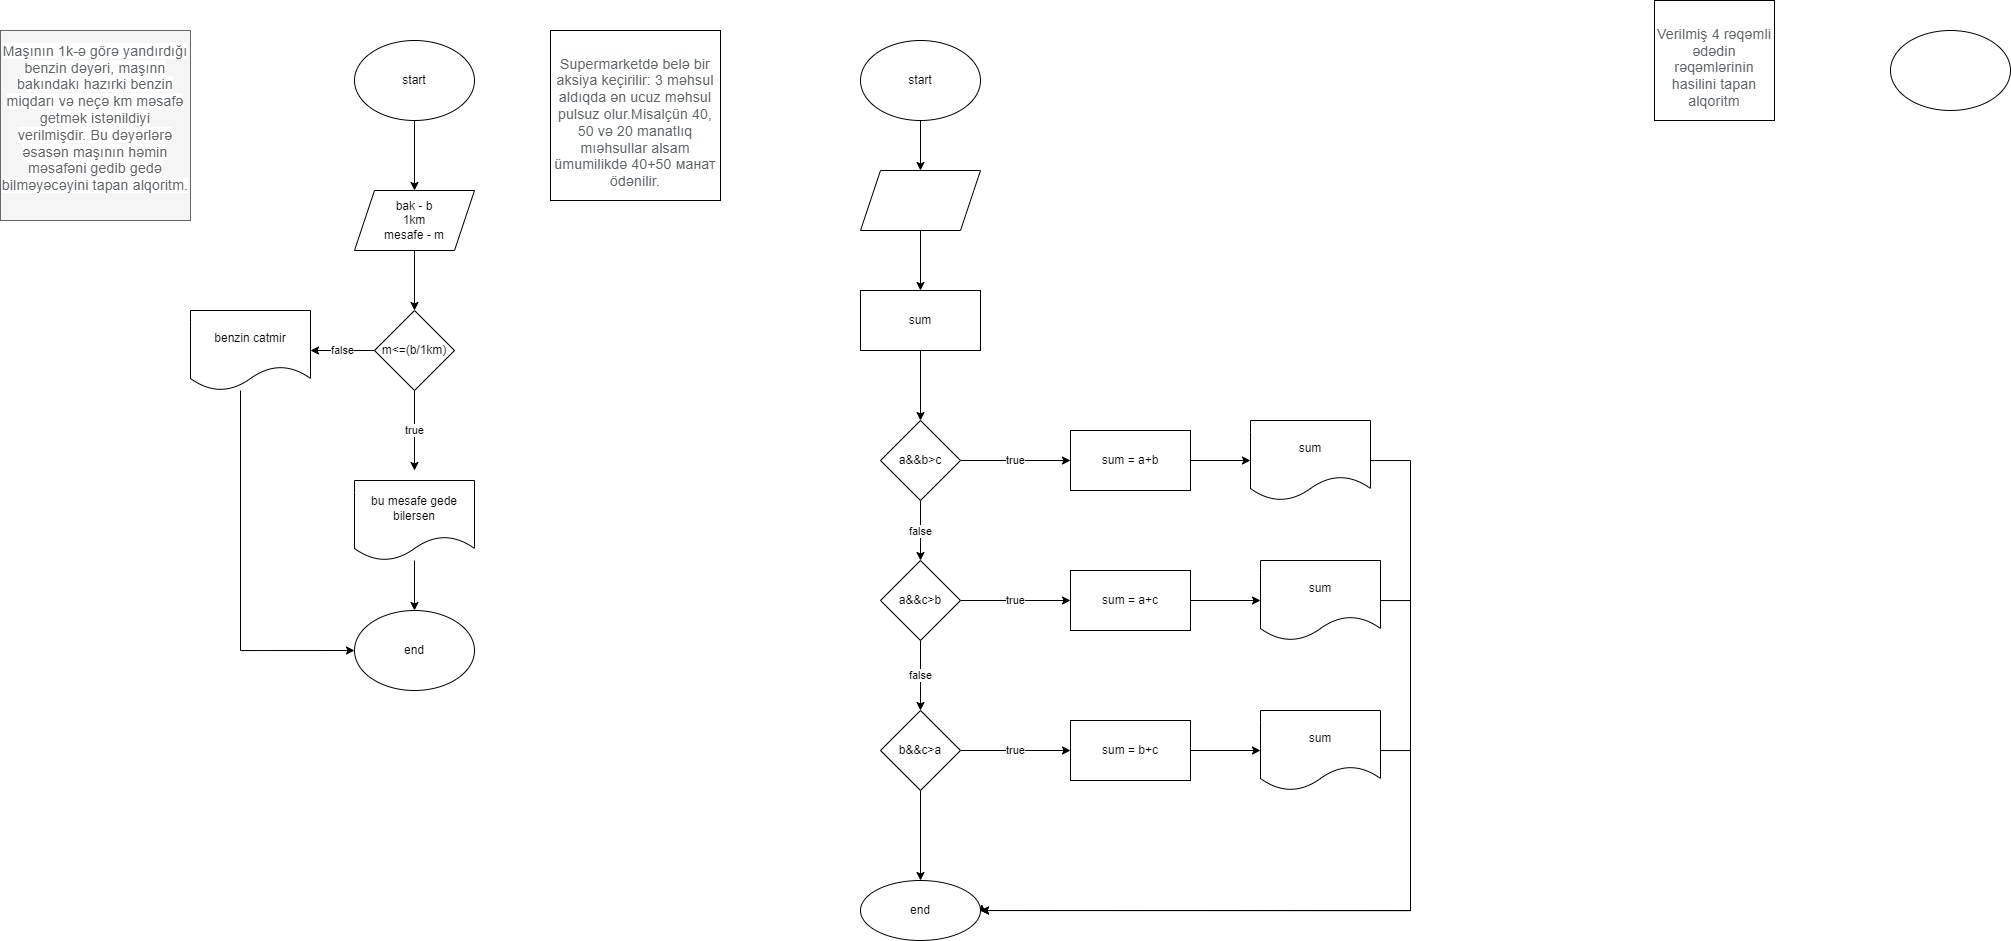 Maşının 1k-ə görə yandırdığı
benzin dəyəri, maşınn
bakındakı hazırki benzin
miqdarı və neçə km məsafə
getmək istənildiyi
verilmişdir. Bu dəyərlərə
əsasən maşının həmin
məsafəni gedib gedə
bilməyəcəyini tapan alqoritm.
start
bak - b
1km
mesafe - m
m<=(b/1km)
false
benzin catmir
true
bu mesafe gede
bilersen
end
Supermarketdə belə bir
aksiya keçirilir: 3 məhsul
aldıqda ən ucuz məhsul
pulsuz olur.Misalçün 40,
50 və 20 manatlıq
mıəhsullar alsam
ümumilikdə 40+50 манат
ödənilir.
start
sum
a&&b>c
true
sum = a+b
sum
false
a&&c>b
true
sum = a+c
sum
false
b&&c>a
true
sum = b+c
sum
end
Verilmiş 4 rəqəmli
ədədin
rəqəmlərinin
hasilini tapan
alqoritm